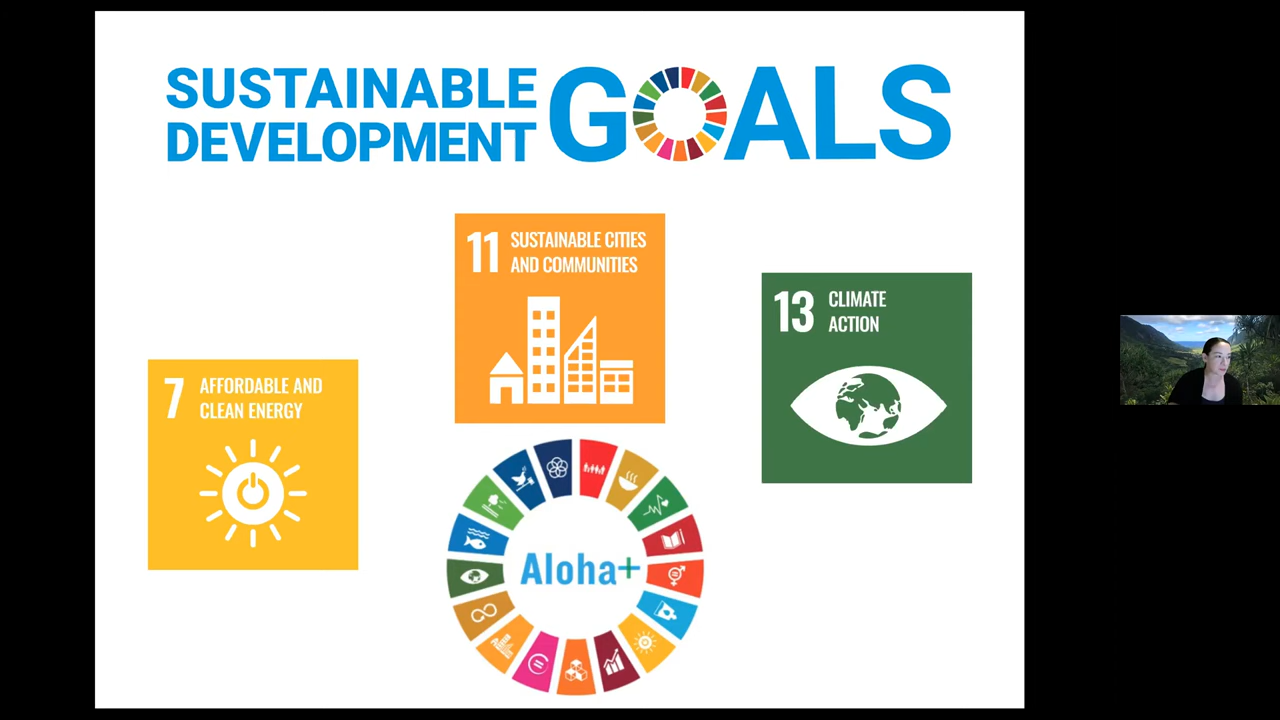 SUSTAINABLE
DEVELOPMENT
GOALS
11 SUSTAINABLE CITIES
AND COMMUNITIES
13 CLIMATE
ACTION
7 AFFORDABLE AND
CLEAN ENERGY
Aloha+